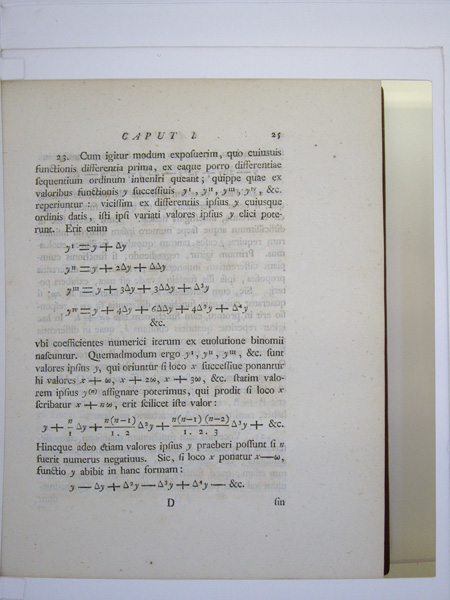 CAPUT I. 25
23. Cum igitur modum exposuerim, quo cuiusuis
functionis differentia prima, ex eaque porro differentiae
sequentium ordinum inueniri queant; quippe quae ex
valoribus functionis y successiuis yᴵ, yᴵᴵ, yᴵᴵᴵ, yᴵⱽ, &c.
reperiuntur: vicissim ex differentiis ipsius y cuiusque
ordinis datis, isti ipsi variati valores ipsius y elici pote-
runt. Erit enim
yᴵ = y + Δy
yᴵᴵ = y + 2Δy + ΔΔy
yᴵᴵᴵ = y + 3Δy + 3ΔΔy + Δ³y
yᴵⱽ = y + 4Δy + 6ΔΔy + 4Δ³y + Δ⁴y
&c.
vbi coefficientes numerici iterum ex euolutione binomii
nascuntur. Quemadmodum ergo yᴵ, yᴵᴵ, yᴵᴵᴵ, &c. sunt
valores ipsius y, qui oriuntur si loco x successiue ponantur
hi valores x + ω, x + 2ω, x + 3ω, &c. statim valo-
rem ipsius y⁽ⁿ⁾ assignare poterimus, qui prodit si loco x
scribatur x + nω, erit scilicet iste valor:
y + n/1 Δy + n(n-1)/1. 2 Δ²y + n(n-1)(n-2)/1. 2. 3 Δ³y + &c.
Hincque adeo etiam valores ipsius y praeberi possunt si n
fuerit numerus negatiuus. Sic, si loco x ponatur x—ω,
functio y abibit in hanc formam:
y — Δy + Δ²y — Δ³y + Δ⁴y — &c.
D sin